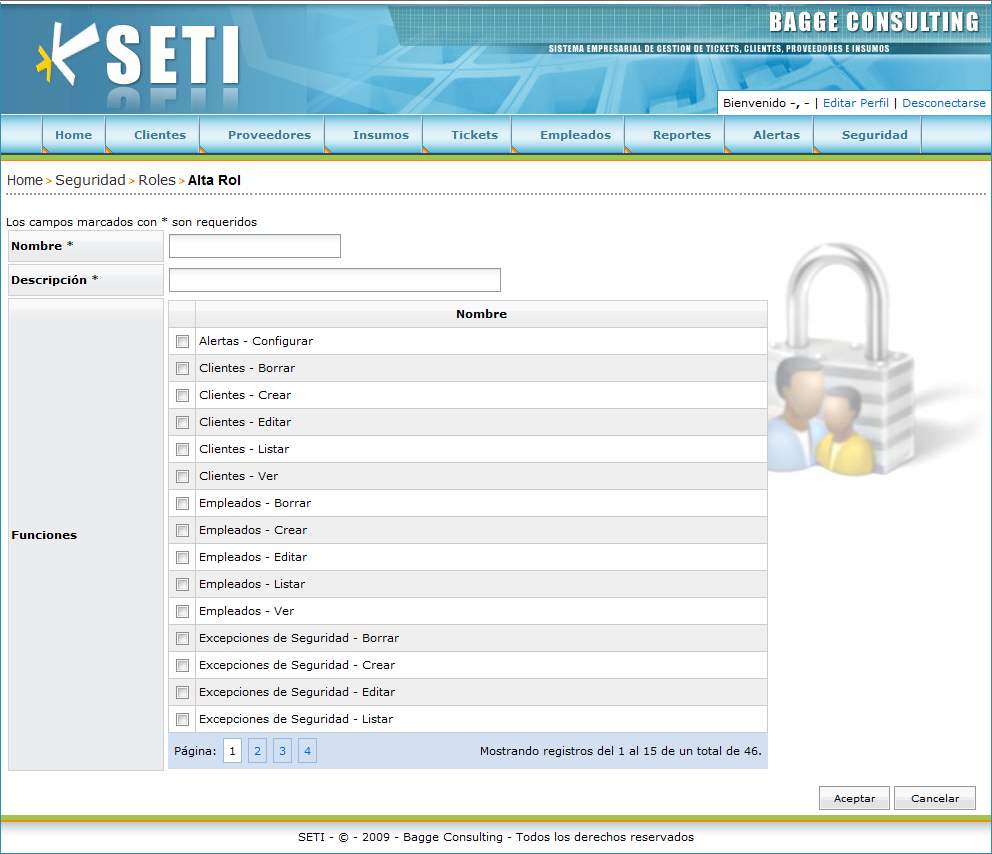 SETI
BAGGE CONSULTING
SISTEMA EMPRESARIAL DE GESTION DE TICKETS, CLIENTES, PROVEEDORES E INSUMOS
Bienvenido -, - | Editar Perfil | Desconectarse
Home Clientes Proveedores Insumos Tickets Empleados Reportes Alertas Seguridad
Home > Seguridad > Roles > Alta Rol
Los campos marcados con * son requeridos
Nombre *
Descripción *
Funciones
Nombre
Alertas - Configurar
Clientes - Borrar
Clientes - Crear
Clientes - Editar
Clientes - Listar
Clientes - Ver
Empleados - Borrar
Empleados - Crear
Empleados - Editar
Empleados - Listar
Empleados - Ver
Excepciones de Seguridad - Borrar
Excepciones de Seguridad - Crear
Excepciones de Seguridad - Editar
Excepciones de Seguridad - Listar
Página: 1 2 3 4 Mostrando registros del 1 al 15 de un total de 46.
Aceptar Cancelar
SETI - © - 2009 - Bagge Consulting - Todos los derechos reservados